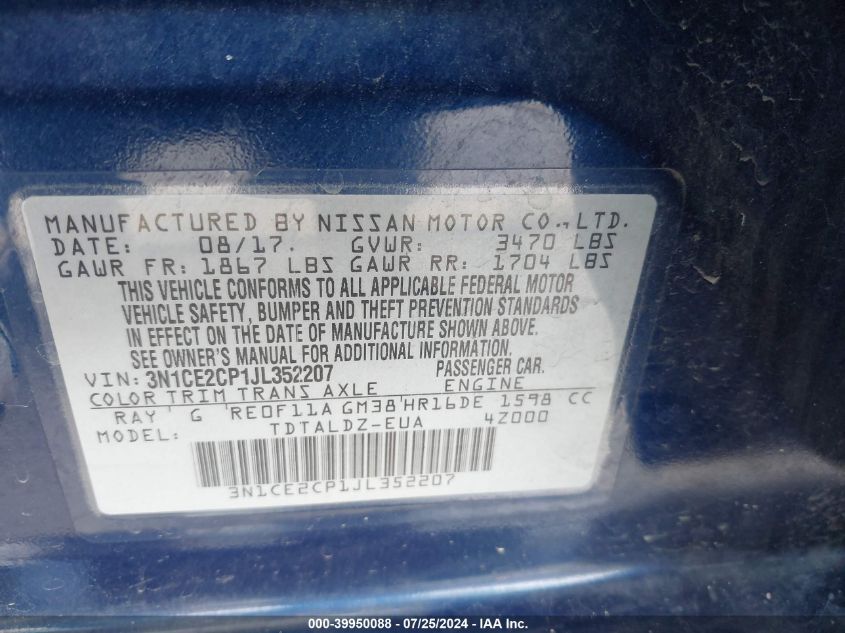 MANUFACTURED BY NISSAN MOTOR CO., LTD.
DATE: 08/17. GVWR: 3470 LBS
GAWR FR: 1867 LBS GAWR RR: 1704 LBS
THIS VEHICLE CONFORMS TO ALL APPLICABLE FEDERAL MOTOR
VEHICLE SAFETY, BUMPER AND THEFT PREVENTION STANDARDS
IN EFFECT ON THE DATE OF MANUFACTURE SHOWN ABOVE.
SEE OWNER'S MANUAL FOR ADDITIONAL INFORMATION.
VIN: 3N1CE2CP1JL352207 PASSENGER CAR.
COLOR TRIM TRANS AXLE ENGINE
RAY G RE0F11A GM38 HR16DE 1598 CC
MODEL: TDTALDZ-EUA 4Z000
3N1CE2CP1JL352207
000-39950088 - 07/25/2024 - IAA Inc.